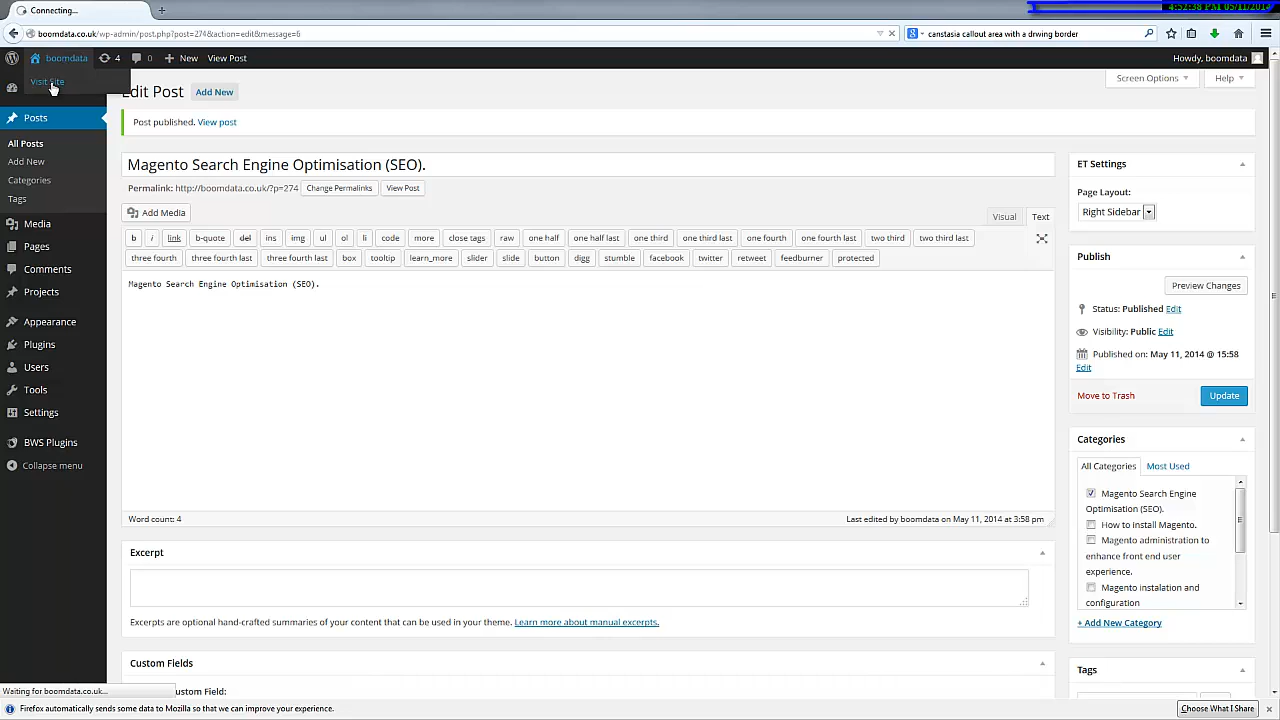 Connecting...
4:52:38 PM 05/11/2014
boomdata.co.uk/wp-admin/post.php?post=274&action=edit&message=6
canstasia callout area with a drwing border
boomdata 4 0 New View Post Howdy, boomdata
Visit Site
Screen Options Help
Edit Post Add New
Posts
Post published. View post
All Posts
Add New
Categories
Tags
Media
Pages
Comments
Projects
Appearance
Plugins
Users
Tools
Settings
BWS Plugins
Collapse menu
Magento Search Engine Optimisation (SEO).
Permalink: http://boomdata.co.uk/?p=274 Change Permalinks View Post
Add Media Visual Text
b i link b-quote del ins img ul ol li code more close tags raw one half one half last one third one third last one fourth one fourth last two third two third last
three fourth three fourth last three fourth last box tooltip learn_more slider slide button digg stumble facebook twitter retweet feedburner protected
Magento Search Engine Optimisation (SEO).
Word count: 4 Last edited by boomdata on May 11, 2014 at 3:58 pm
Excerpt
Excerpts are optional hand-crafted summaries of your content that can be used in your theme. Learn more about manual excerpts.
Custom Fields
Custom Field:
ET Settings
Page Layout:
Right Sidebar
Publish
Preview Changes
Status: Published Edit
Visibility: Public Edit
Published on: May 11, 2014 @ 15:58
Edit
Move to Trash Update
Categories
All Categories Most Used
Magento Search Engine
Optimisation (SEO).
How to install Magento.
Magento administration to
enhance front end user
experience.
Magento instalation and
configuration
+ Add New Category
Tags
Waiting for boomdata.co.uk...
Firefox automatically sends some data to Mozilla so that we can improve your experience. Choose What I Share